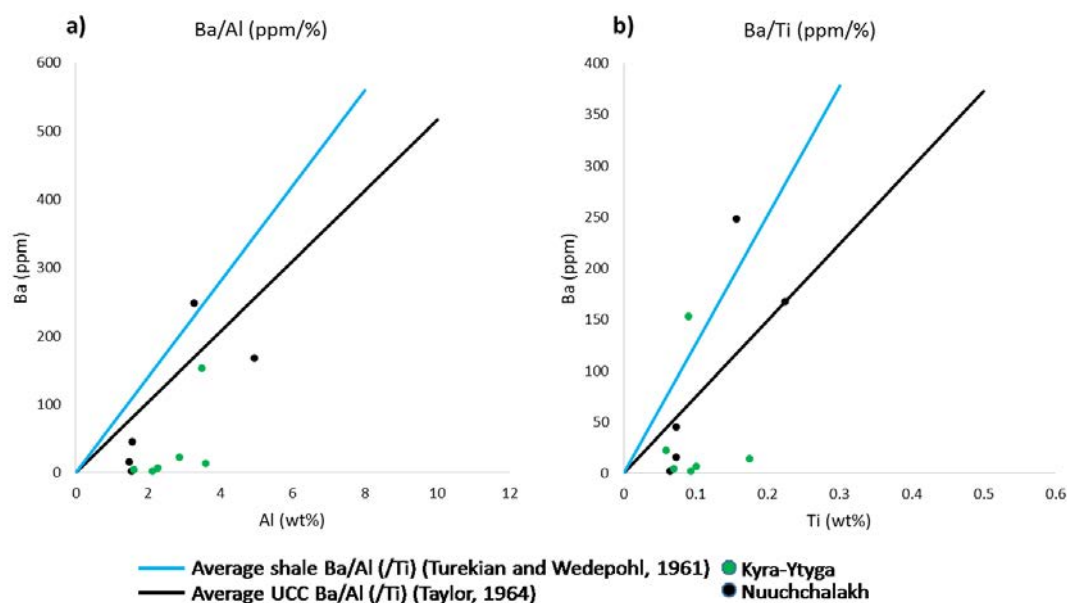 a)
Ba/Al (ppm/%)
600
500
400
300
200
100
0
Ba (ppm)
0 2 4 6 8 10 12
Al (wt%)
b)
Ba/Ti (ppm/%)
400
350
300
250
200
150
100
50
0
Ba (ppm)
0 0.1 0.2 0.3 0.4 0.5 0.6
Ti (wt%)
Average shale Ba/Al (/Ti) (Turekian and Wedepohl, 1961)
Average UCC Ba/Al (/Ti) (Taylor, 1964)
Kyra-Ytyga
Nuuchchalakh